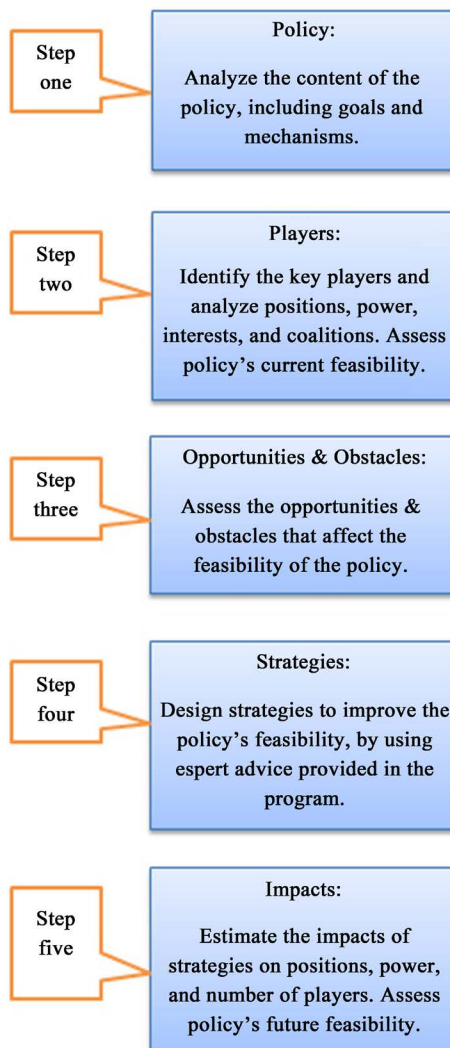 Step
one
Policy:
Analyze the content of the
policy, including goals and
mechanisms.
Step
two
Players:
Identify the key players and
analyze positions, power,
interests, and coalitions. Assess
policy's current feasibility.
Step
three
Opportunities & Obstacles:
Assess the opportunities &
obstacles that affect the
feasibility of the policy.
Step
four
Strategies:
Design strategies to improve the
policy's feasibility, by using
espert advice provided in the
program.
Step
five
Impacts:
Estimate the impacts of
strategies on positions, power,
and number of players. Assess
policy's future feasibility.